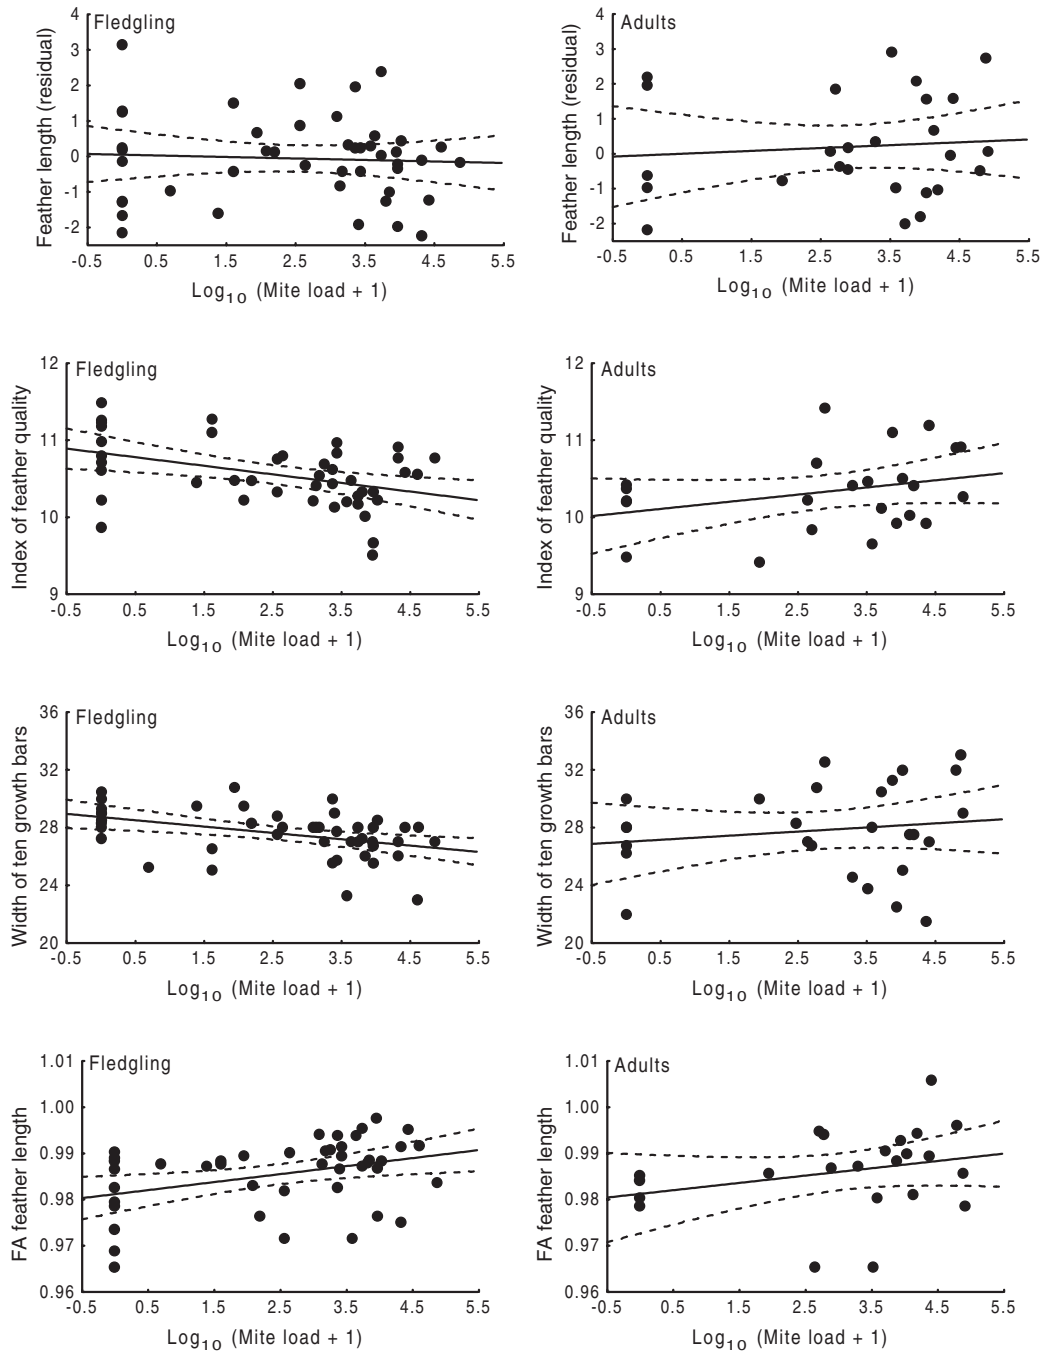 4 Fledgling
3
2
1
0
-1
-2
Feather length (residual)
-0.5 0.5 1.5 2.5 3.5 4.5 5.5
Log10 (Mite load + 1)
4 Adults
3
2
1
0
-1
-2
Feather length (residual)
-0.5 0.5 1.5 2.5 3.5 4.5 5.5
Log10 (Mite load + 1)
12 Fledgling
11
10
9
Index of feather quality
-0.5 0.5 1.5 2.5 3.5 4.5 5.5
Log10 (Mite load + 1)
12 Adults
11
10
9
Index of feather quality
-0.5 0.5 1.5 2.5 3.5 4.5 5.5
Log10 (Mite load + 1)
36 Fledgling
32
28
24
20
Width of ten growth bars
-0.5 0.5 1.5 2.5 3.5 4.5 5.5
Log10 (Mite load + 1)
36 Adults
32
28
24
20
Width of ten growth bars
-0.5 0.5 1.5 2.5 3.5 4.5 5.5
Log10 (Mite load + 1)
1.01 Fledgling
1.00
0.99
0.98
0.97
0.96
FA feather length
-0.5 0.5 1.5 2.5 3.5 4.5 5.5
Log10 (Mite load + 1)
1.01 Adults
1.00
0.99
0.98
0.97
0.96
FA feather length
-0.5 0.5 1.5 2.5 3.5 4.5 5.5
Log10 (Mite load + 1)